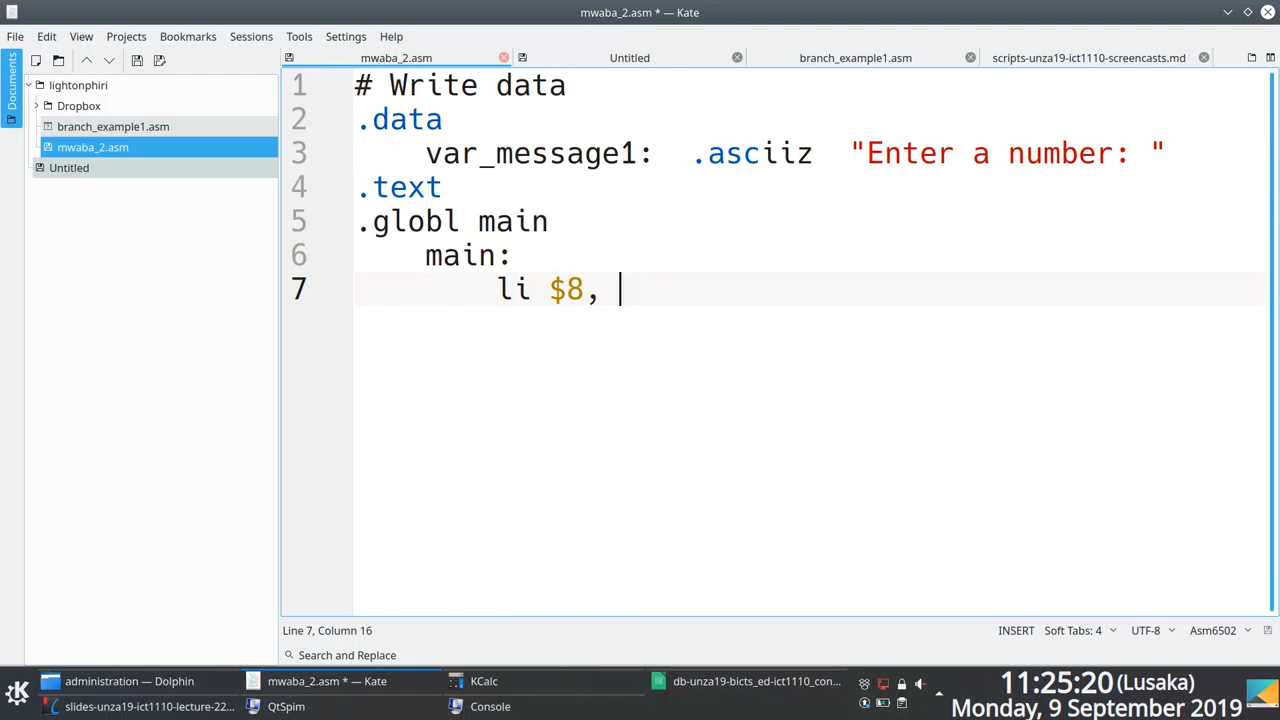 mwaba_2.asm * — Kate
File Edit View Projects Bookmarks Sessions Tools Settings Help
Documents
mwaba_2.asm Untitled branch_example1.asm scripts-unza19-ict1110-screencasts.md
lightonphiri
Dropbox
branch_example1.asm
mwaba_2.asm
Untitled
1 # Write data
2 .data
3 var_message1: .asciiz "Enter a number: "
4 .text
5 .globl main
6 main:
7 li $8,
Line 7, Column 16 INSERT Soft Tabs: 4 UTF-8 Asm6502
Search and Replace
administration — Dolphin mwaba_2.asm * — Kate KCalc db-unza19-bicts_ed-ict1110_con...
slides-unza19-ict1110-lecture-22... QtSpim Console
11:25:20 (Lusaka)
Monday, 9 September 2019